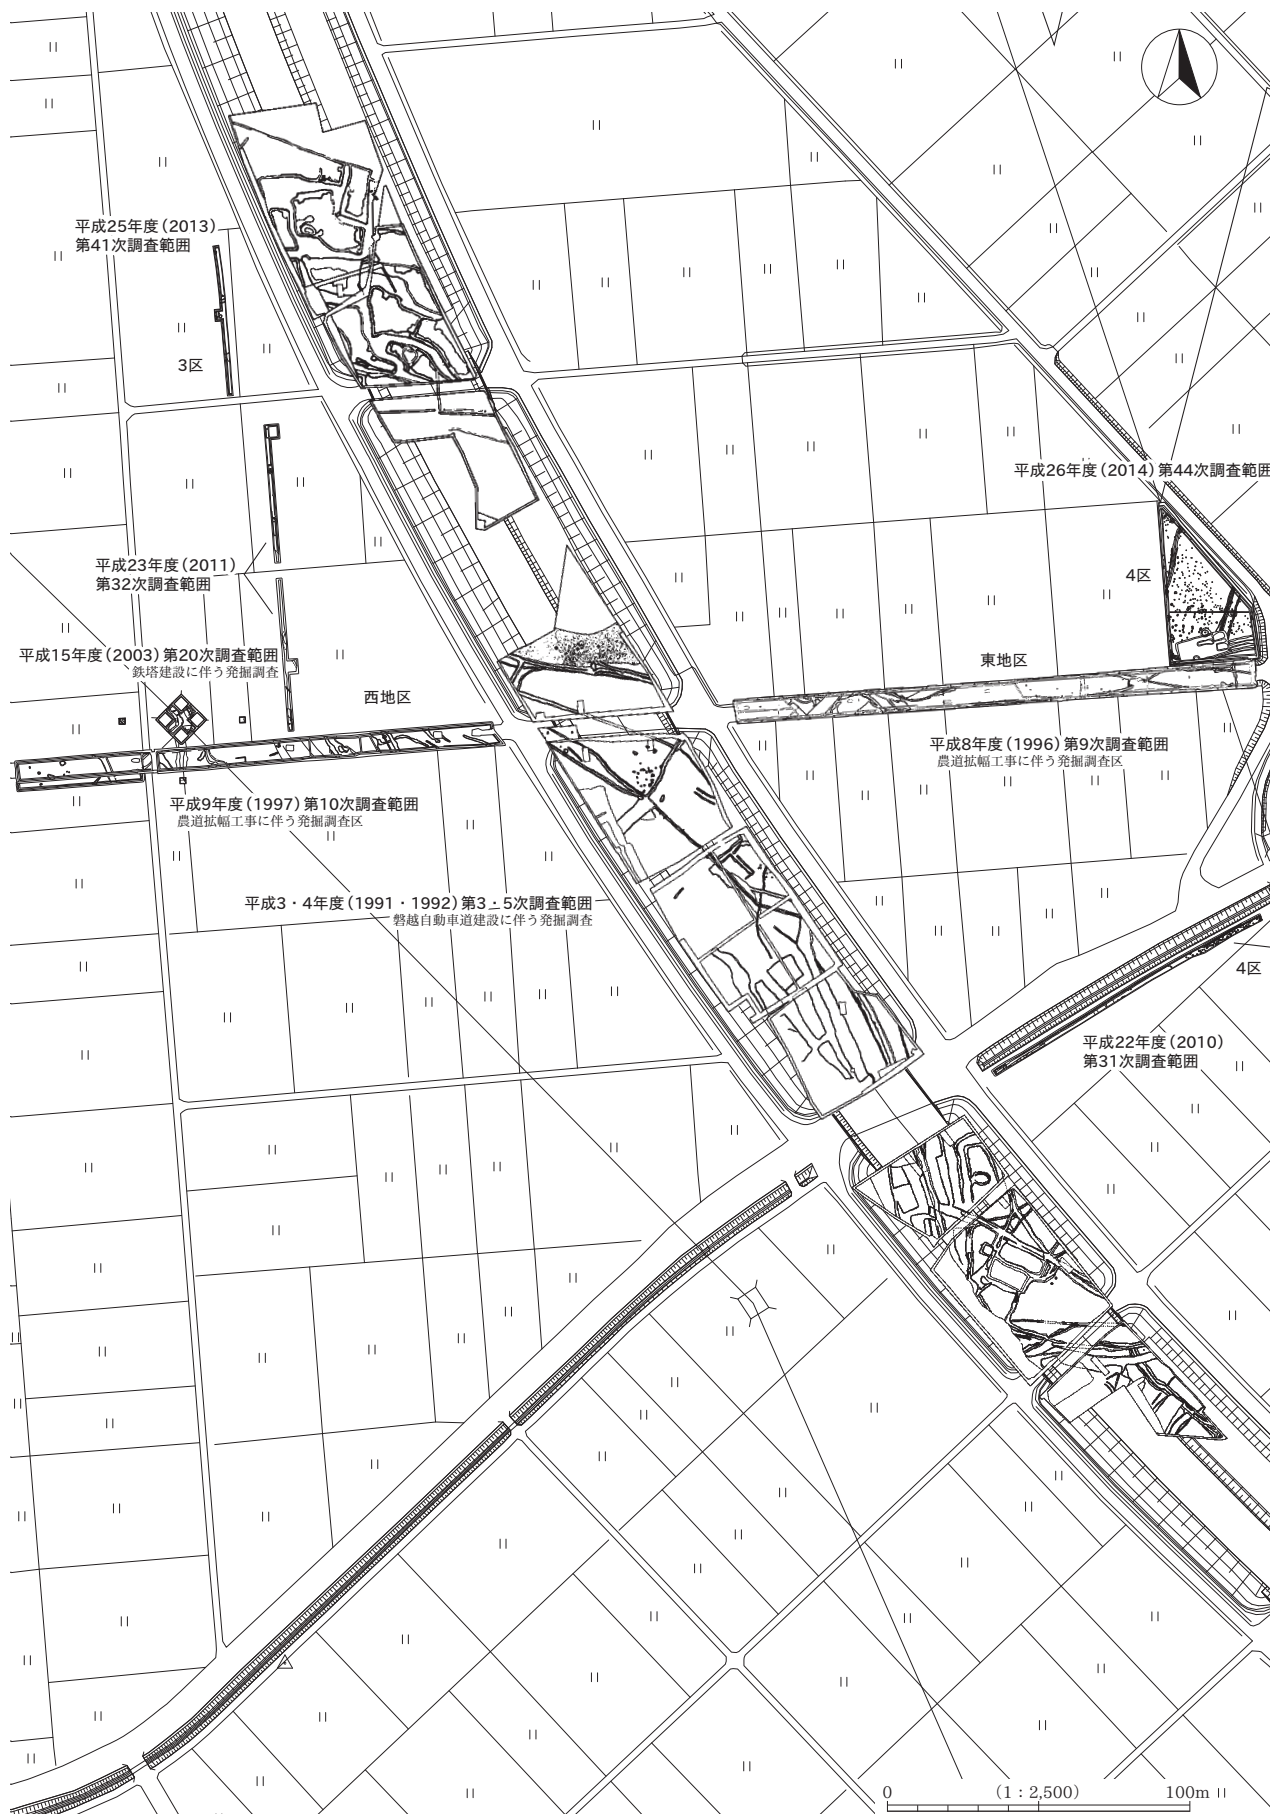 平成25年度(2013)
第41次調査範囲
3区
平成26年度(2014)第44次調査範囲
4区
平成23年度(2011)
第32次調査範囲
平成15年度(2003)第20次調査範囲
鉄塔建設に伴う発掘調査
東地区
西地区
平成8年度(1996)第9次調査範囲
農道拡幅工事に伴う発掘調査区
平成9年度(1997)第10次調査範囲
農道拡幅工事に伴う発掘調査区
平成3・4年度(1991・1992)第3・5次調査範囲
磐越自動車道建設に伴う発掘調査
4区
平成22年度(2010)
第31次調査範囲
0 (1:2,500) 100m